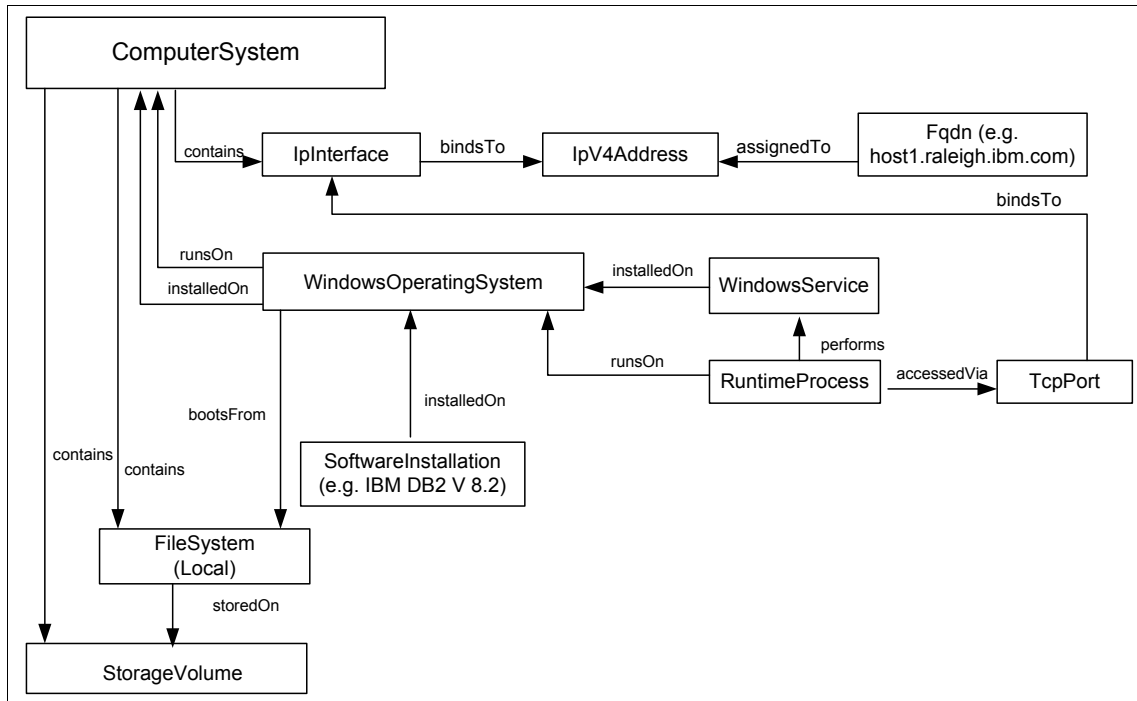 ComputerSystem
Fqdn (e.g.
host1.raleigh.ibm.com)
contains
IpInterface
bindsTo
IpV4Address
assignedTo
bindsTo
runsOn
installedOn
WindowsOperatingSystem
installedOn
WindowsService
performs
runsOn
RuntimeProcess
accessedVia
TcpPort
bootsFrom
installedOn
contains
contains
SoftwareInstallation
(e.g. IBM DB2 V 8.2)
FileSystem
(Local)
storedOn
StorageVolume